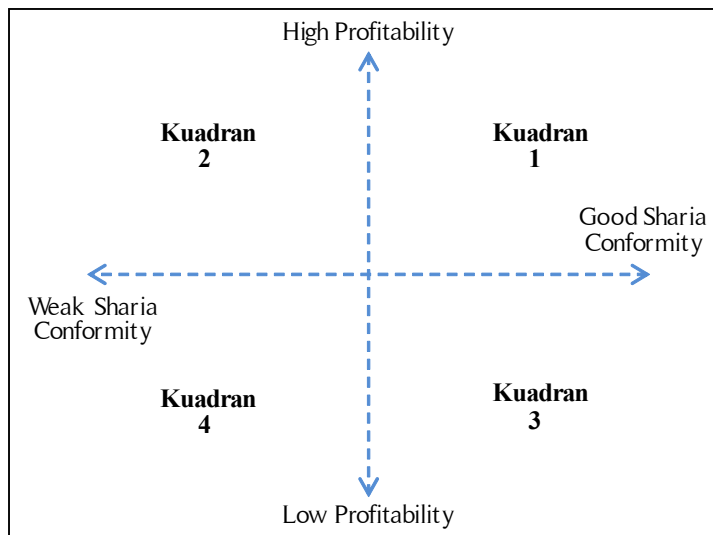 High Profitability
Kuadran
2
Kuadran
1
Good Sharia
Conformity
Weak Sharia
Conformity
Kuadran
4
Kuadran
3
Low Profitability